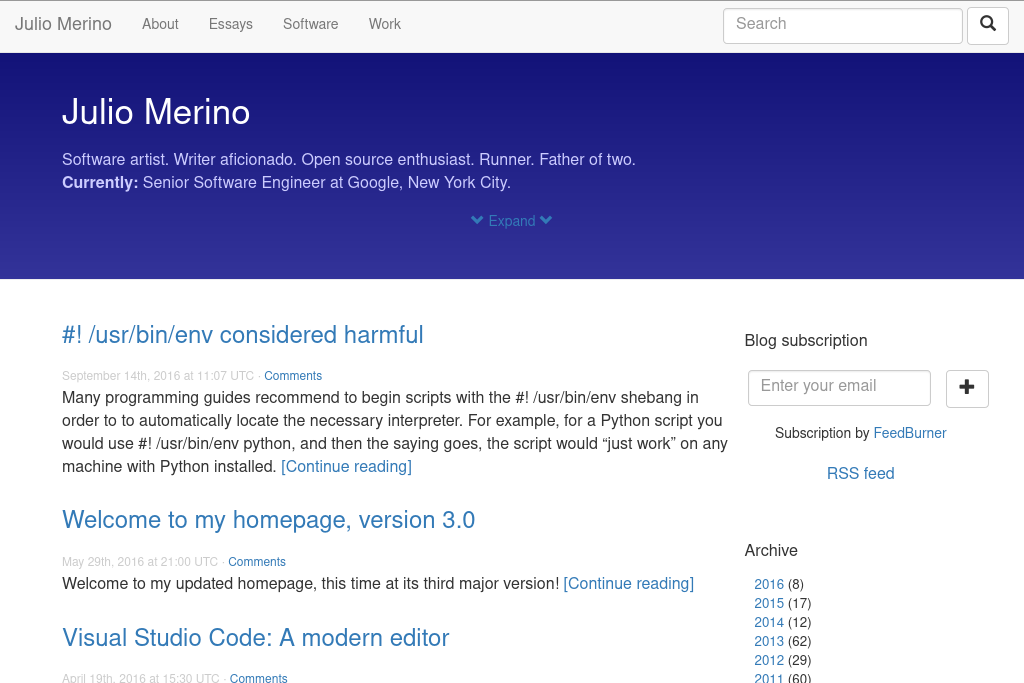 Julio Merino About Essays Software Work Search
Julio Merino
Software artist. Writer aficionado. Open source enthusiast. Runner. Father of two.
Currently: Senior Software Engineer at Google, New York City.
Expand
#! /usr/bin/env considered harmful
September 14th, 2016 at 11:07 UTC · Comments
Many programming guides recommend to begin scripts with the #! /usr/bin/env shebang in
order to to automatically locate the necessary interpreter. For example, for a Python script you
would use #! /usr/bin/env python, and then the saying goes, the script would “just work” on any
machine with Python installed. [Continue reading]
Welcome to my homepage, version 3.0
May 29th, 2016 at 21:00 UTC · Comments
Welcome to my updated homepage, this time at its third major version! [Continue reading]
Visual Studio Code: A modern editor
April 19th, 2016 at 15:30 UTC · Comments
Blog subscription
Enter your email
Subscription by FeedBurner
RSS feed
Archive
2016 (8)
2015 (17)
2014 (12)
2013 (62)
2012 (29)
2011 (60)